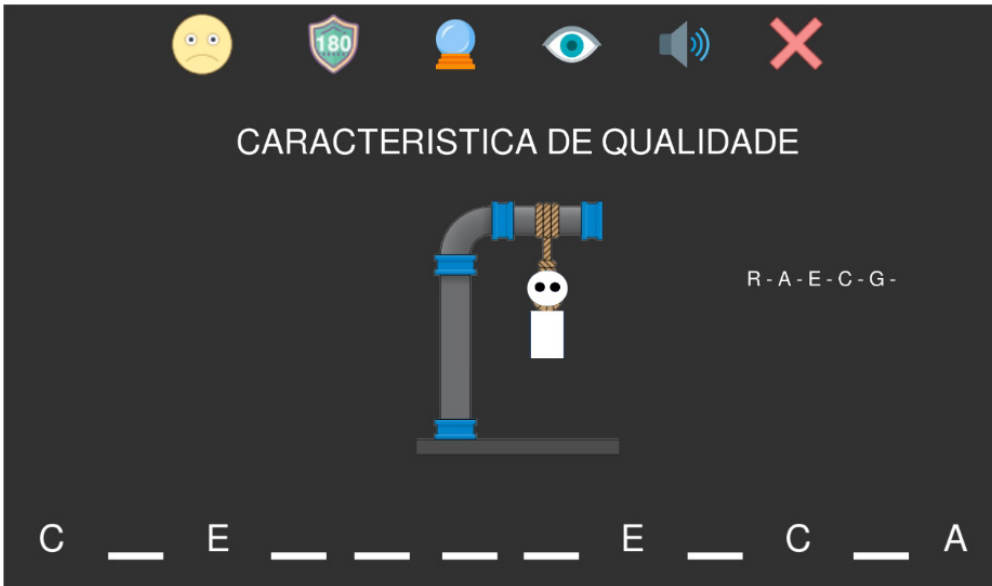 180
CARACTERISTICA DE QUALIDADE
R - A - E - C - G -
C __ E __ __ __ __ E __ C __ A